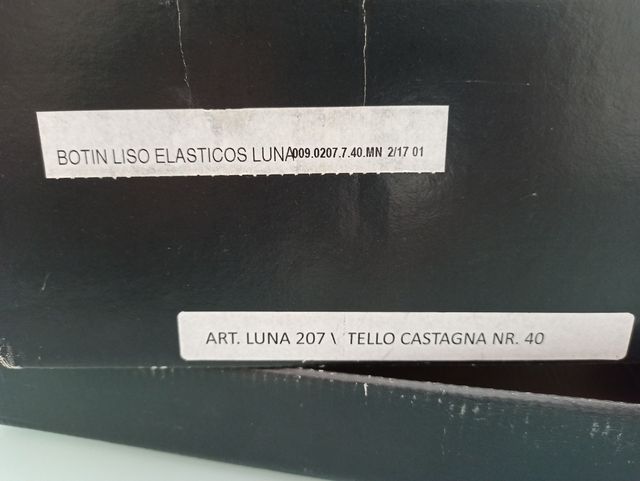 BOTIN LISO ELASTICOS LUNA009.0207.7.40.MN 2/17 01
ART. LUNA 207 \ TELLO CASTAGNA NR. 40